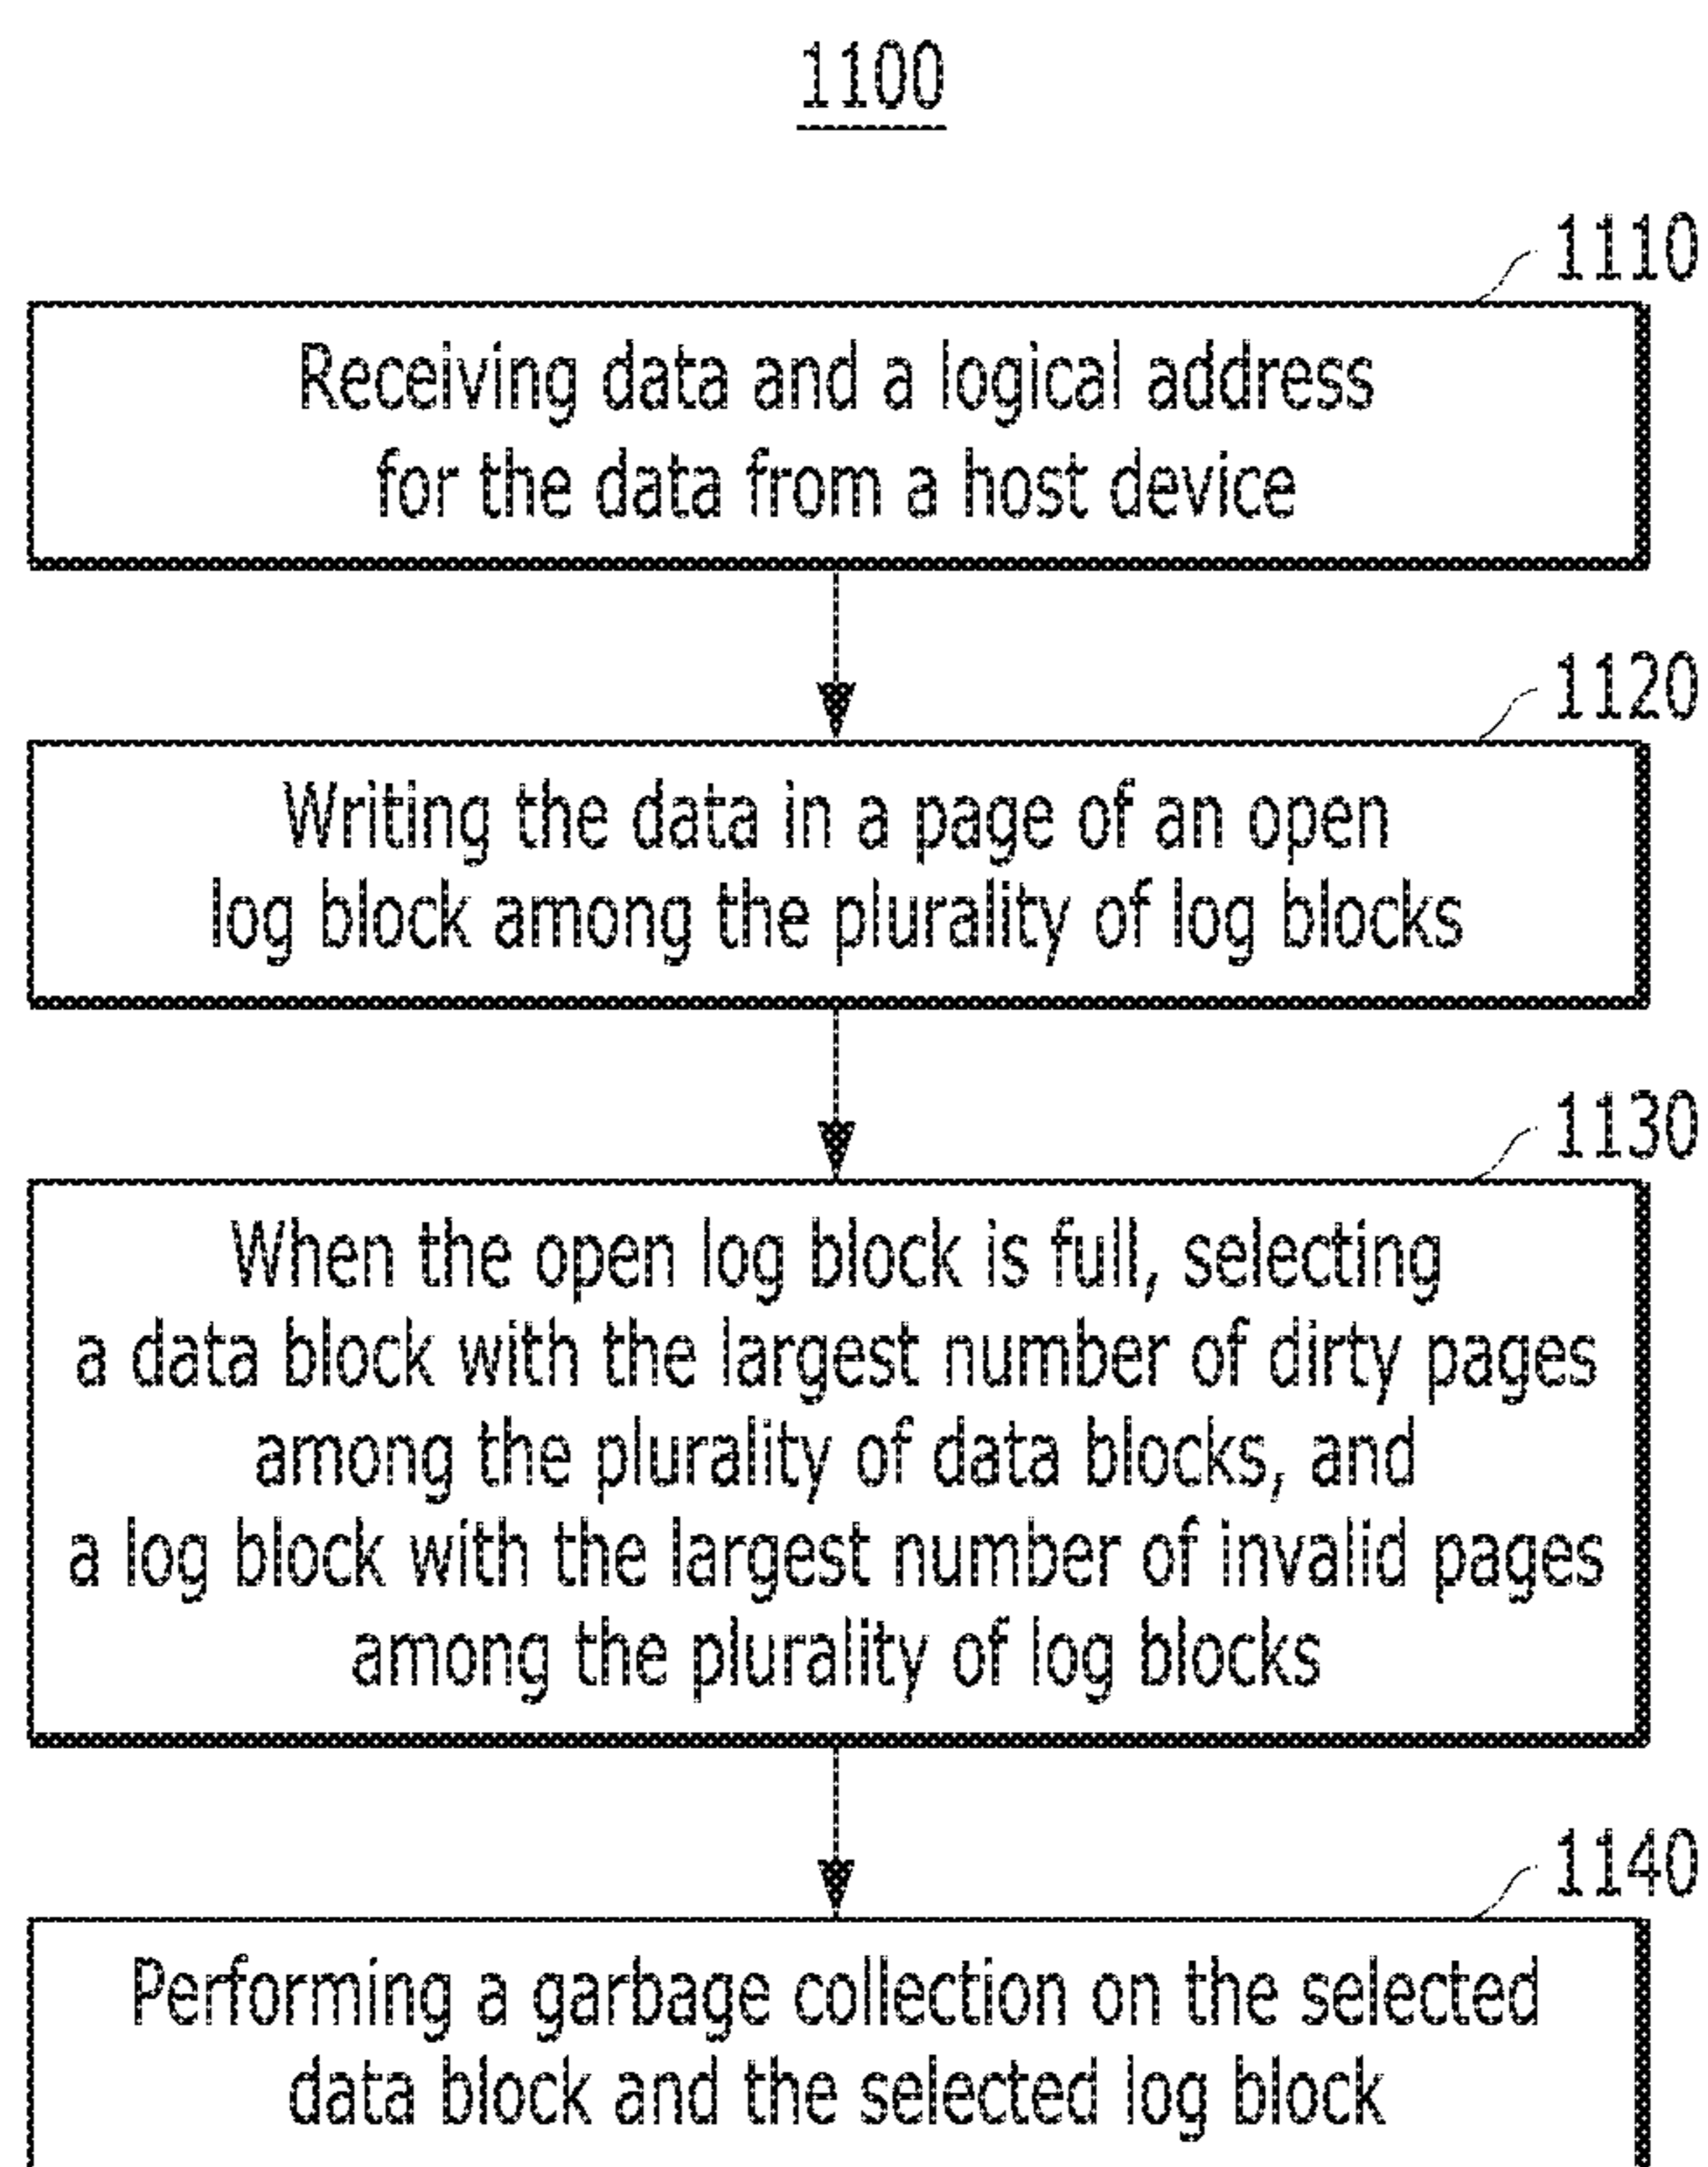 1100
1110
Receiving data and a logical address
for the data from a host device
1120
Writing the data in a page of an open
log block among the plurality of log blocks
1130
When the open log block is full, selecting
a data block with the largest number of dirty pages
among the plurality of data blocks, and
a log block with the largest number of invalid pages
among the plurality of log blocks
1140
Performing a garbage collection on the selected
data block and the selected log block